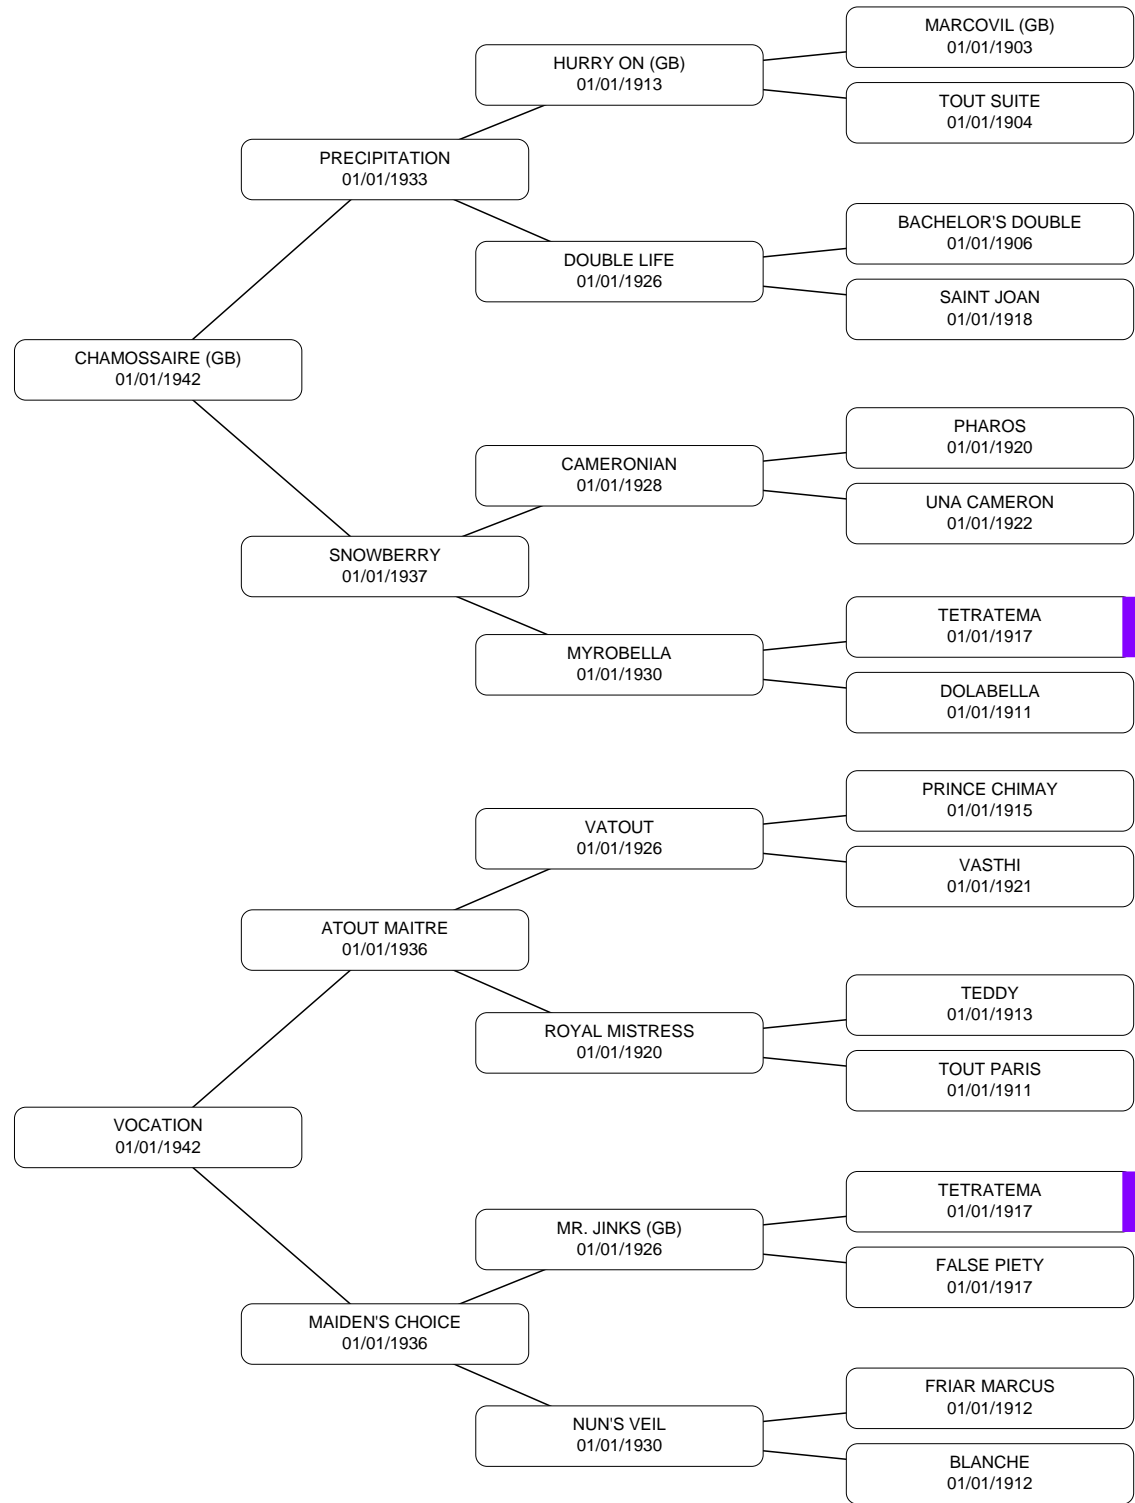 MARCOVIL (GB)
01/01/1903
HURRY ON (GB)
01/01/1913
TOUT SUITE
01/01/1904
PRECIPITATION
01/01/1933
BACHELOR'S DOUBLE
01/01/1906
DOUBLE LIFE
01/01/1926
SAINT JOAN
01/01/1918
CHAMOSSAIRE (GB)
01/01/1942
PHAROS
01/01/1920
CAMERONIAN
01/01/1928
UNA CAMERON
01/01/1922
SNOWBERRY
01/01/1937
TETRATEMA
01/01/1917
MYROBELLA
01/01/1930
DOLABELLA
01/01/1911
PRINCE CHIMAY
01/01/1915
VATOUT
01/01/1926
VASTHI
01/01/1921
ATOUT MAITRE
01/01/1936
TEDDY
01/01/1913
ROYAL MISTRESS
01/01/1920
TOUT PARIS
01/01/1911
VOCATION
01/01/1942
TETRATEMA
01/01/1917
MR. JINKS (GB)
01/01/1926
FALSE PIETY
01/01/1917
MAIDEN'S CHOICE
01/01/1936
FRIAR MARCUS
01/01/1912
NUN'S VEIL
01/01/1930
BLANCHE
01/01/1912